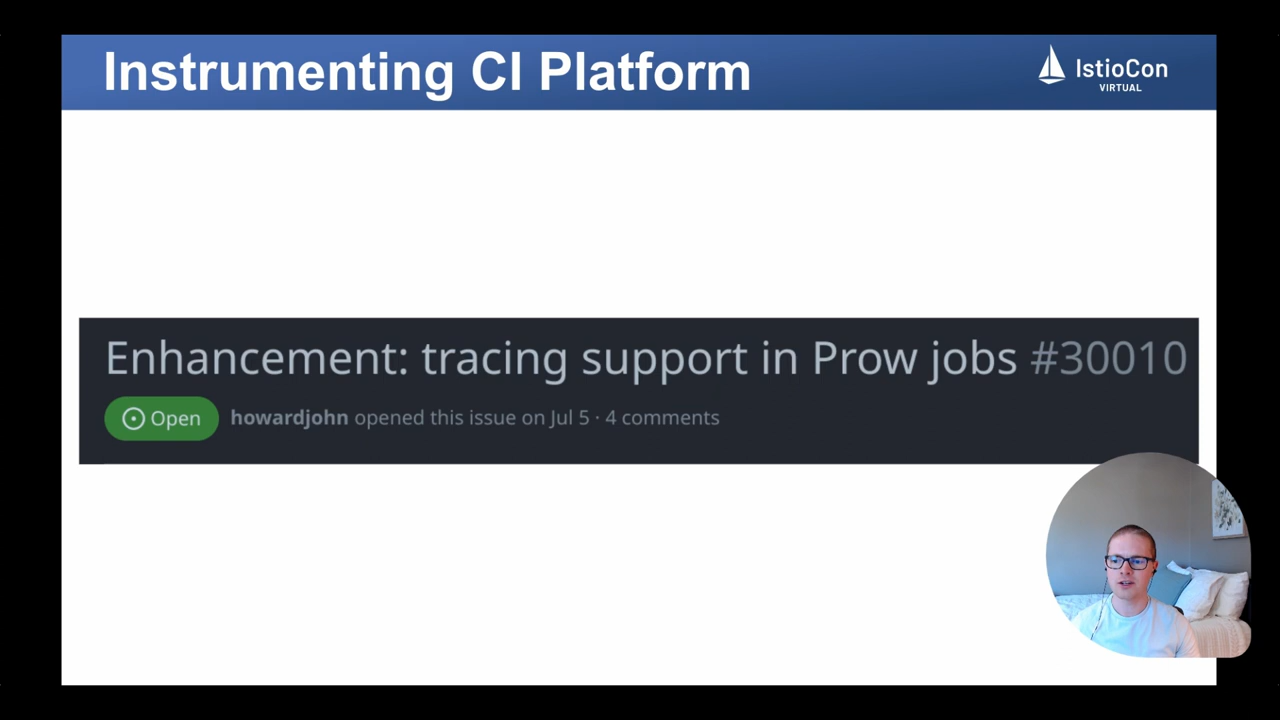 Instrumenting CI Platform
IstioCon
VIRTUAL
Enhancement: tracing support in Prow jobs #30010
Open howardjohn opened this issue on Jul 5 · 4 comments